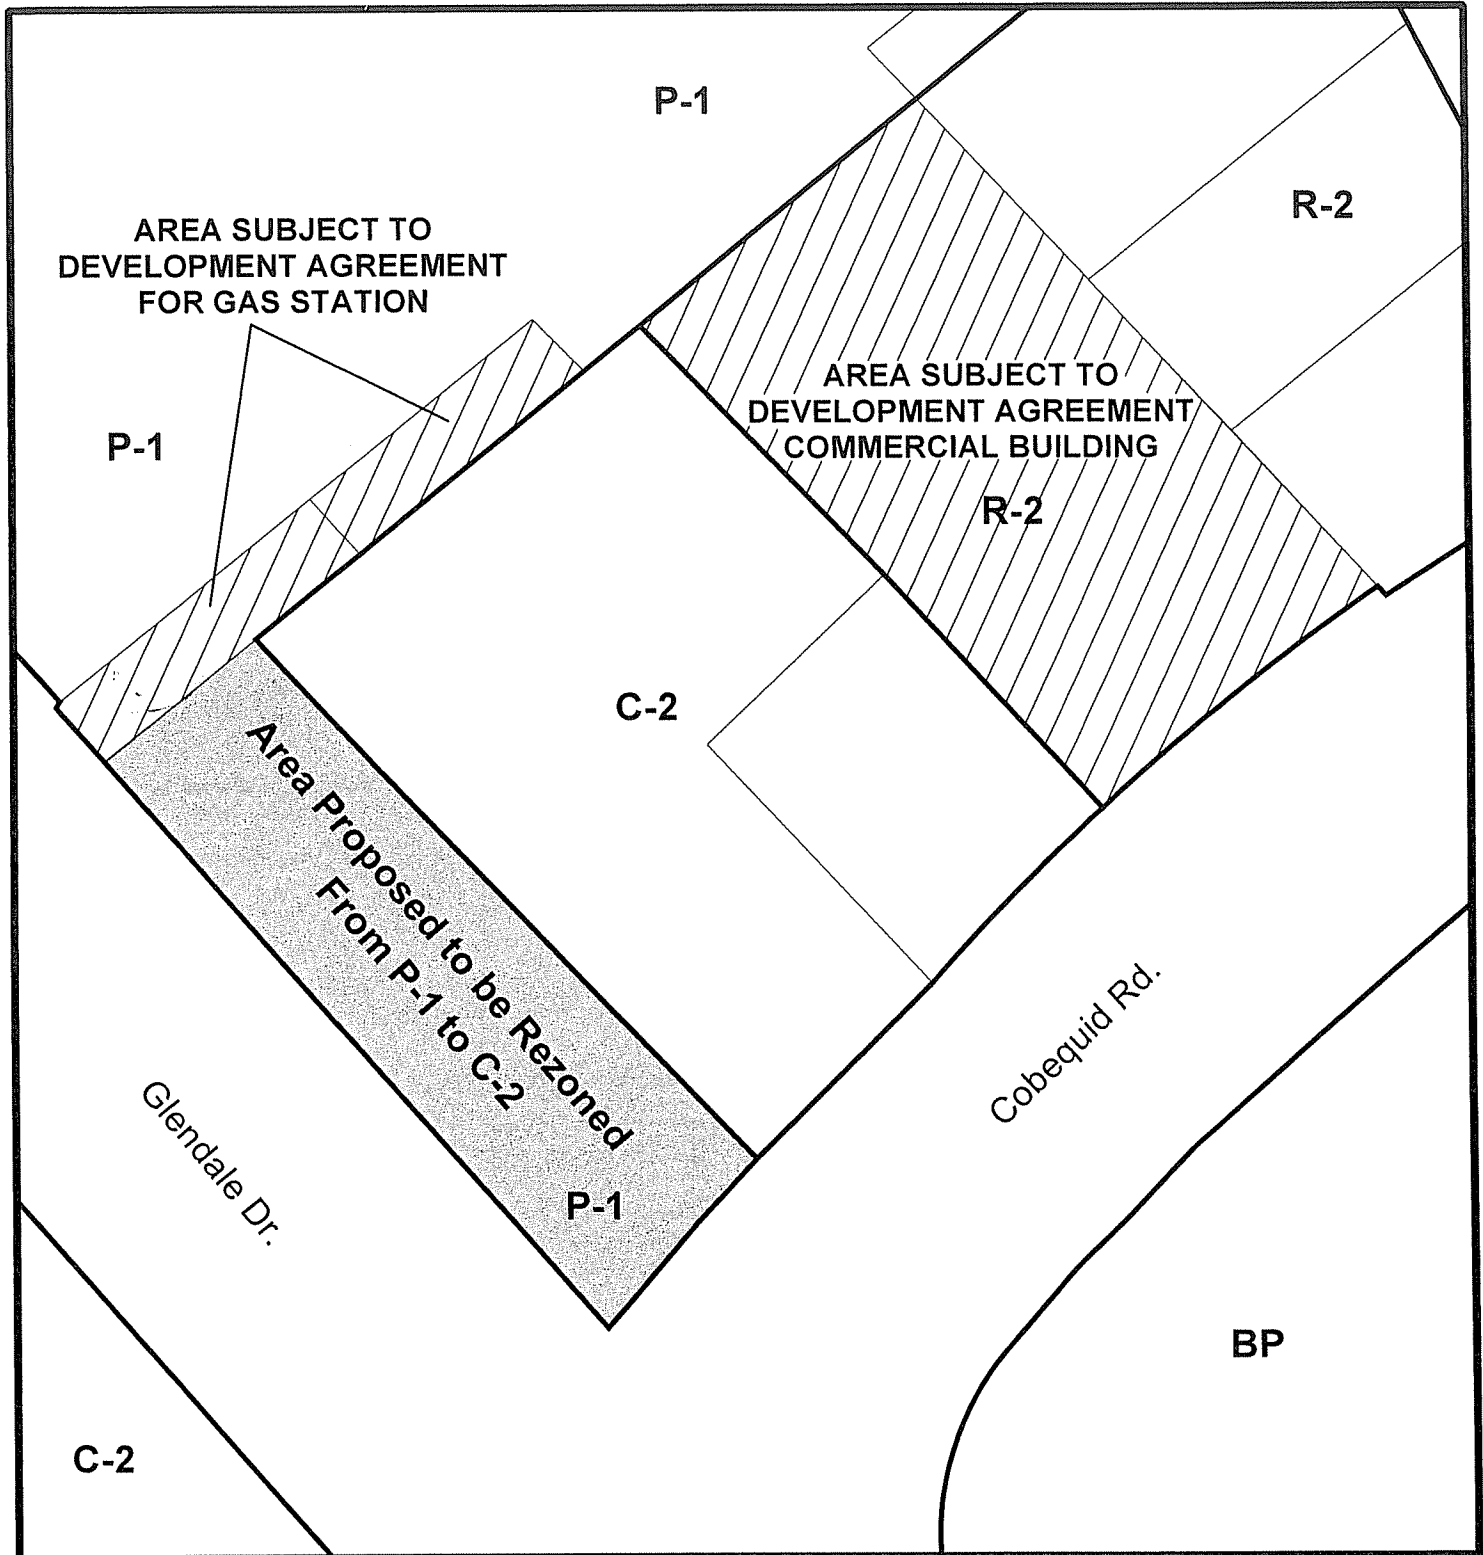 P-1
R-2
AREA SUBJECT TO
DEVELOPMENT AGREEMENT
FOR GAS STATION
P-1
AREA SUBJECT TO
DEVELOPMENT AGREEMENT
COMMERCIAL BUILDING
R-2
C-2
Area Proposed to be Rezoned
From P-1 to C-2
P-1
Glendale Dr.
Cobequid Rd.
BP
C-2